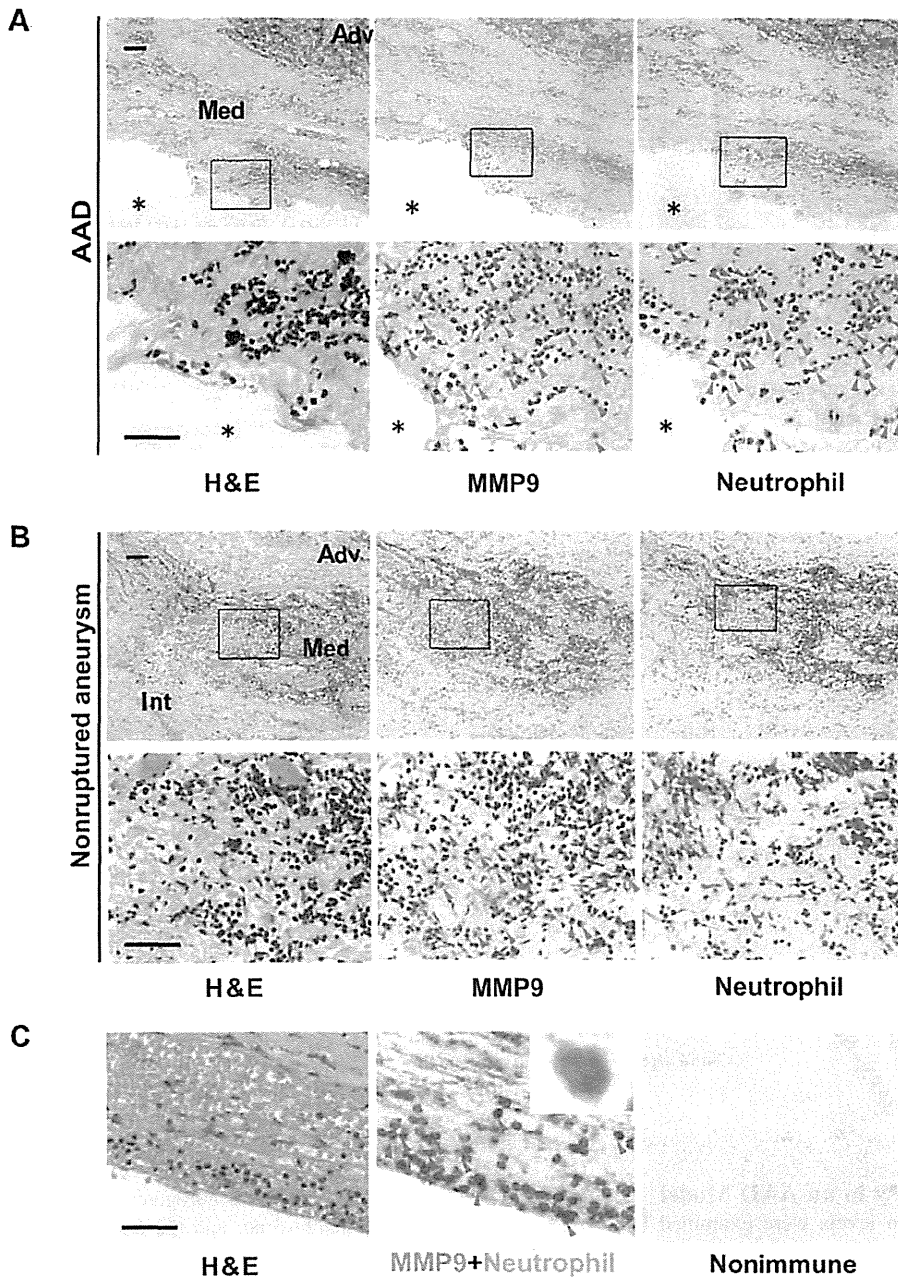 A
AAD
Adv
Med
*
*
*
*
*
*
H&E
MMP9
Neutrophil
B
Nonruptured aneurysm
Adv
Med
Int
H&E
MMP9
Neutrophil
C
H&E
MMP9+Neutrophil
Nonimmune